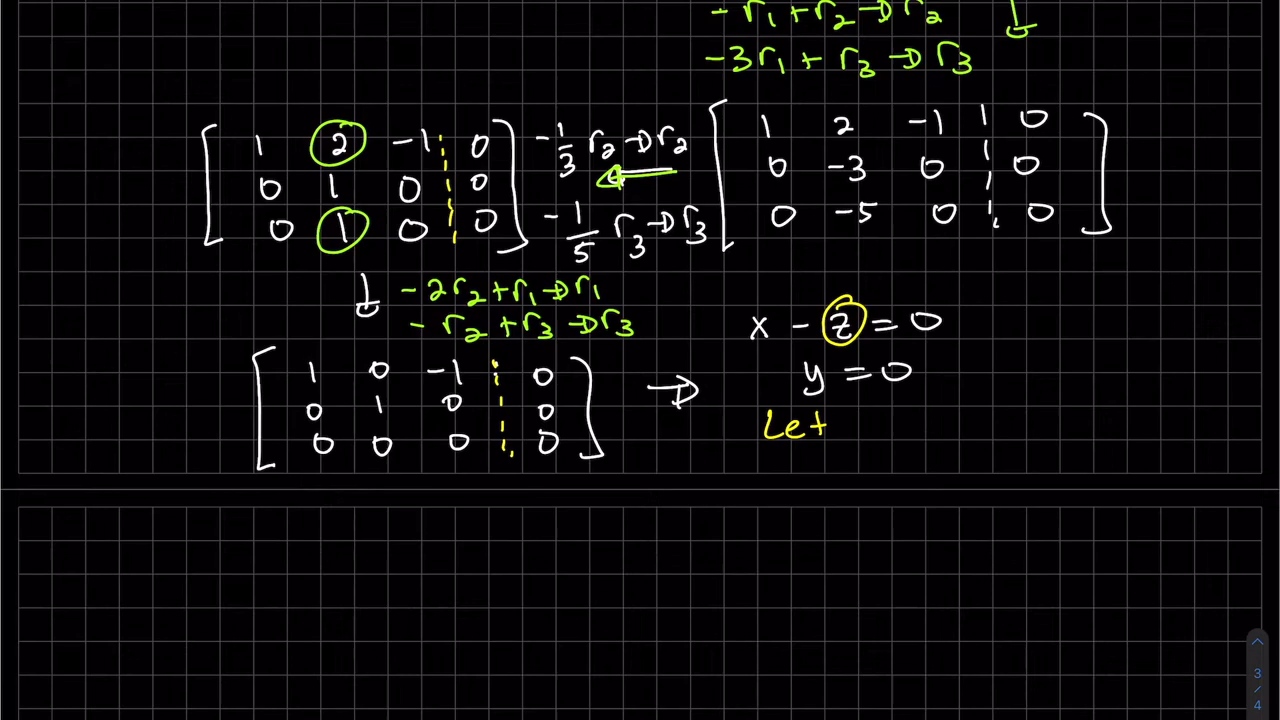 - r₁ + r₂ → r₂ ↓
-3r₁ + r₃ → r₃
[ 1 2 -1 ¦ 0 ] -1/3 r₂ → r₂ [ 1 2 -1 ¦ 0 ]
[ 0 1 0 ¦ 0 ] ← [ 0 -3 0 ¦ 0 ]
[ 0 1 0 ¦ 0 ] -1/5 r₃ → r₃ [ 0 -5 0 ¦ 0 ]
↓ -2r₂ + r₁ → r₁
- r₂ + r₃ → r₃
x - z = 0
[ 1 0 -1 ¦ 0 ] → y = 0
[ 0 1 0 ¦ 0 ]
[ 0 0 0 ¦ 0 ]
Let
3
/
4